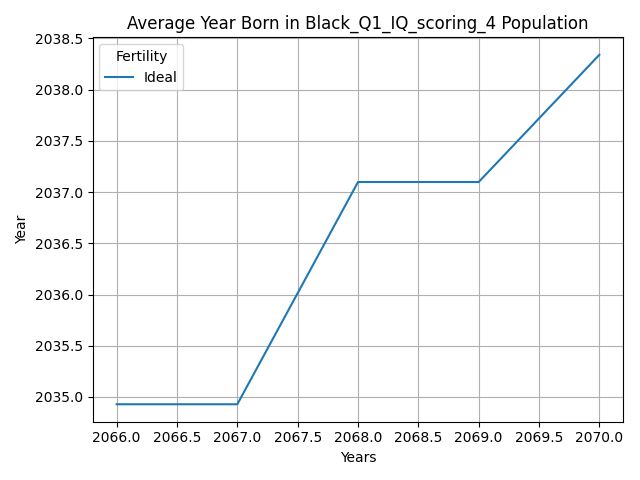 Average Year Born in Black_Q1_IQ_scoring_4 Population
Fertility
Ideal
2038.5
2038.0
2037.5
2037.0
2036.5
2036.0
2035.5
2035.0
Year
2066.0 2066.5 2067.0 2067.5 2068.0 2068.5 2069.0 2069.5 2070.0
Years